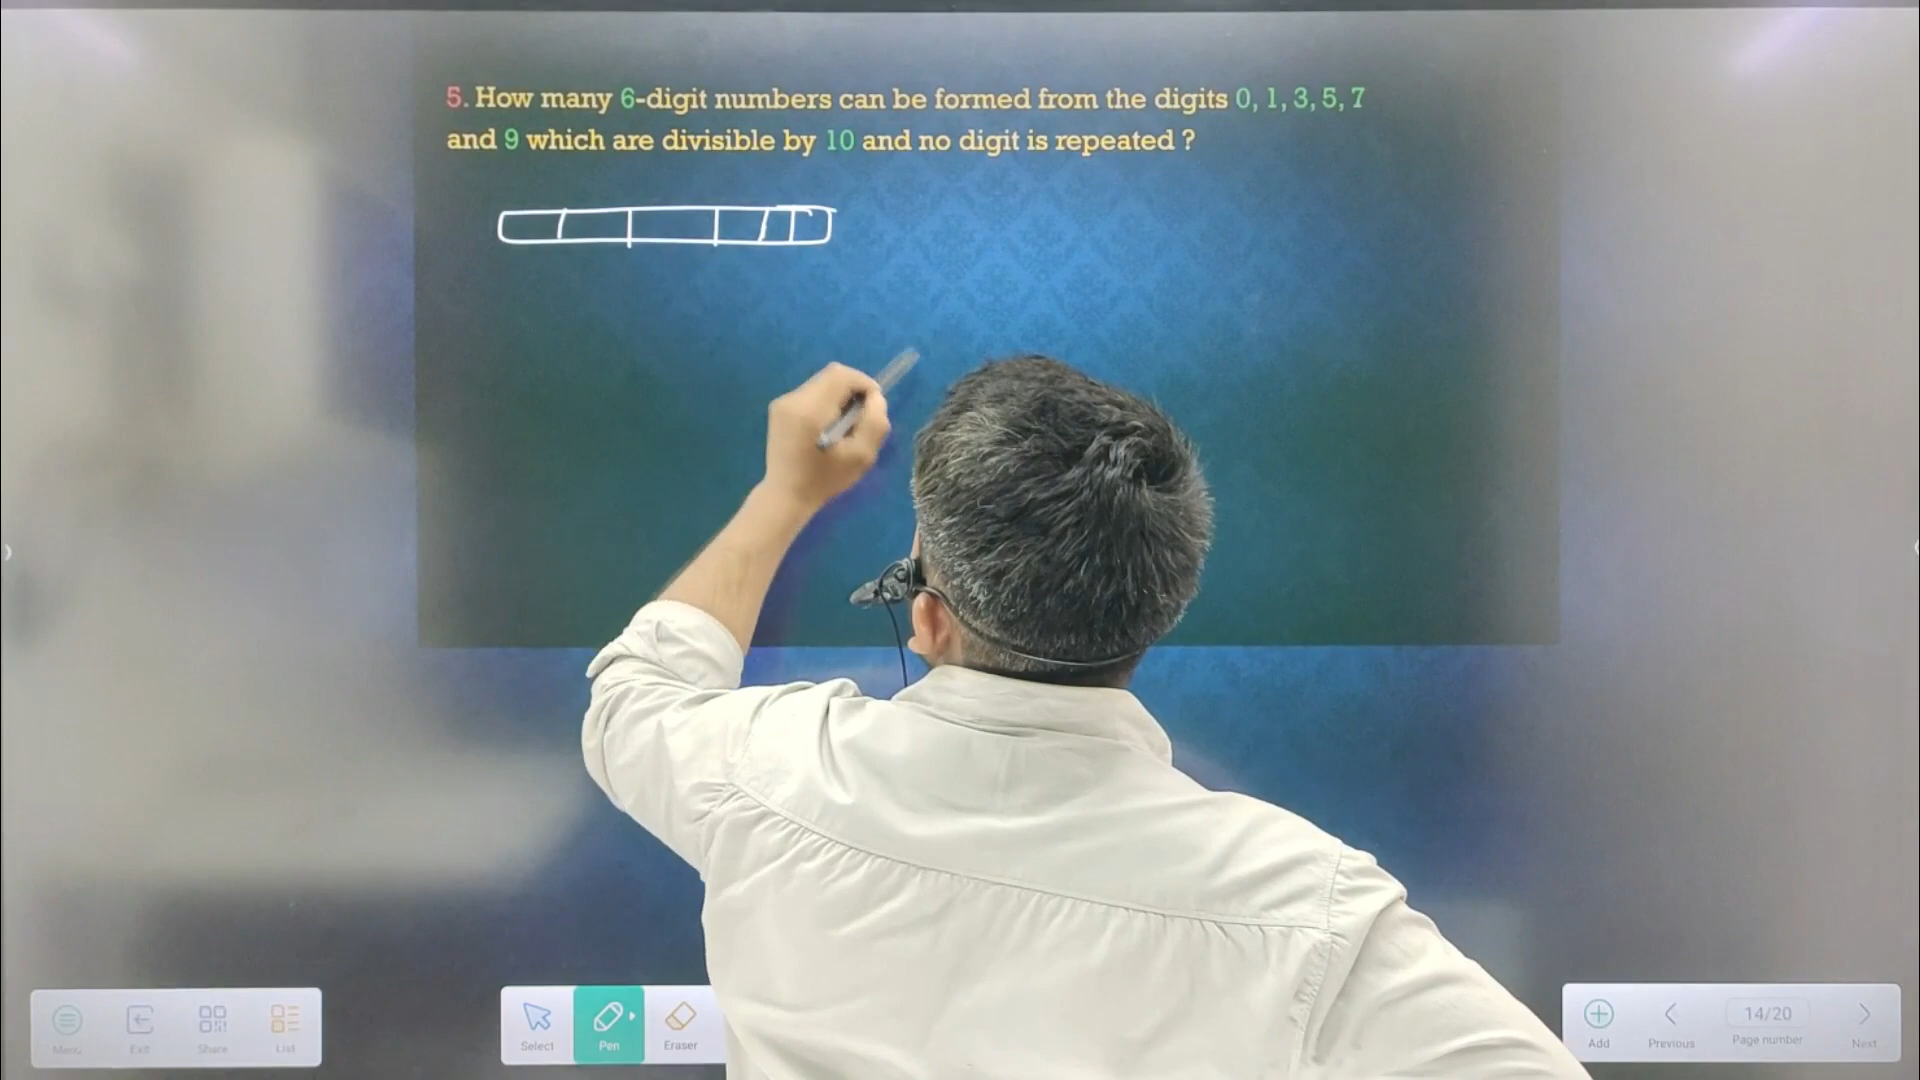 5. How many 6-digit numbers can be formed from the digits 0, 1, 3, 5, 7
and 9 which are divisible by 10 and no digit is repeated ?
Menu
Exit
Share
List
Select
Pen
Eraser
Add
Previous
14/20
Page number
Next